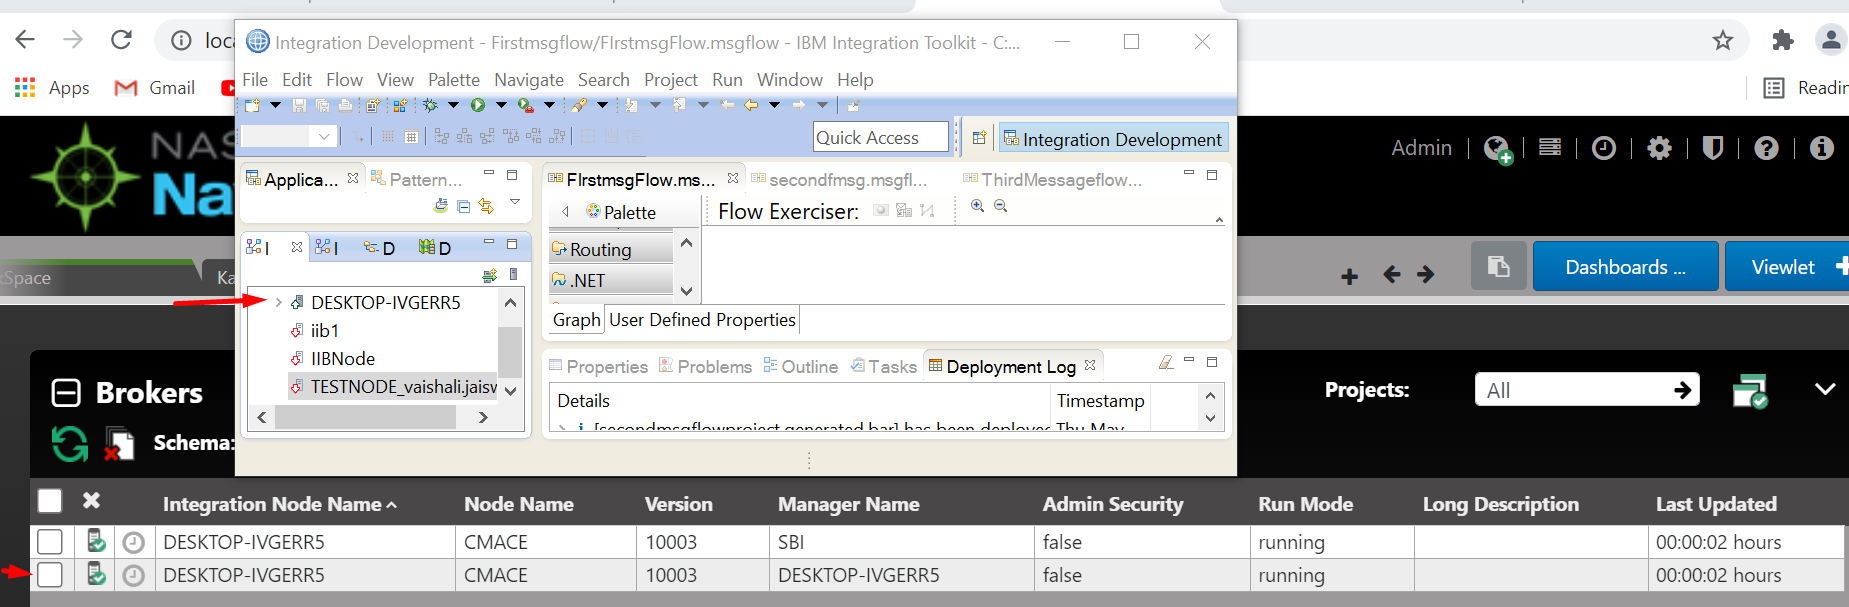 loca
Integration Development - Firstmsgflow/FIrstmsgFlow.msgflow - IBM Integration Toolkit - C:...
File Edit Flow View Palette Navigate Search Project Run Window Help
Apps Gmail
Readin
Quick Access
Integration Development
NAS
Na
Admin
Applica... Pattern...
FIrstmsgFlow.ms... secondfmsg.msgfl... ThirdMessageflow...
Palette Flow Exerciser:
I I D D
Routing
.NET
kSpace Ka
Dashboards ... Viewlet
DESKTOP-IVGERR5
iib1
IIBNode
TESTNODE_vaishali.jaisw
Graph User Defined Properties
Properties Problems Outline Tasks Deployment Log
Details Timestamp
[secondmsgflowproject.generated.bar] has been deployed Thu May
Brokers
Projects: All
Schema:
Integration Node Name Node Name Version Manager Name Admin Security Run Mode Long Description Last Updated
DESKTOP-IVGERR5 CMACE 10003 SBI false running 00:00:02 hours
DESKTOP-IVGERR5 CMACE 10003 DESKTOP-IVGERR5 false running 00:00:02 hours